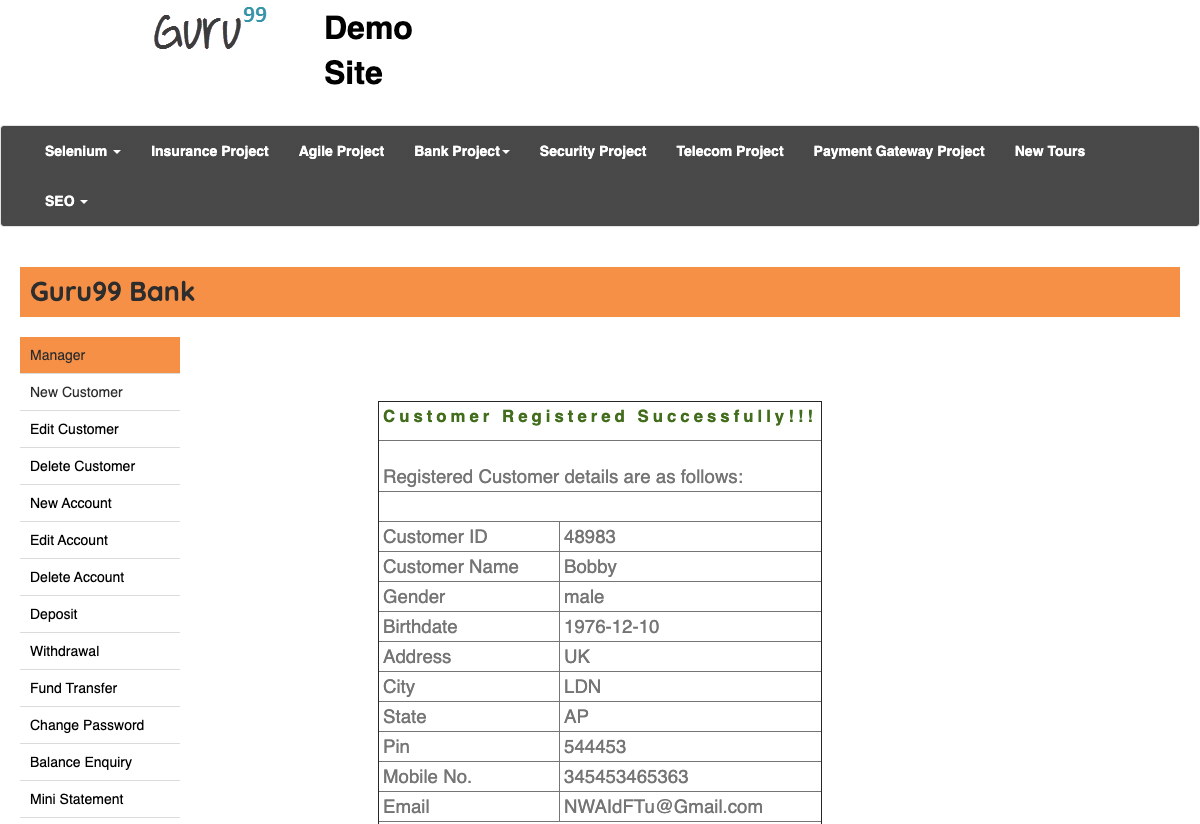 Guru99
Demo
Site
Selenium Insurance Project Agile Project Bank Project Security Project Telecom Project Payment Gateway Project New Tours
SEO
Guru99 Bank
Manager
New Customer
Edit Customer
Delete Customer
New Account
Edit Account
Delete Account
Deposit
Withdrawal
Fund Transfer
Change Password
Balance Enquiry
Mini Statement
Customer Registered Successfully!!!
Registered Customer details are as follows:
Customer ID 48983
Customer Name Bobby
Gender male
Birthdate 1976-12-10
Address UK
City LDN
State AP
Pin 544453
Mobile No. 345453465363
Email NWAIdFTu@Gmail.com